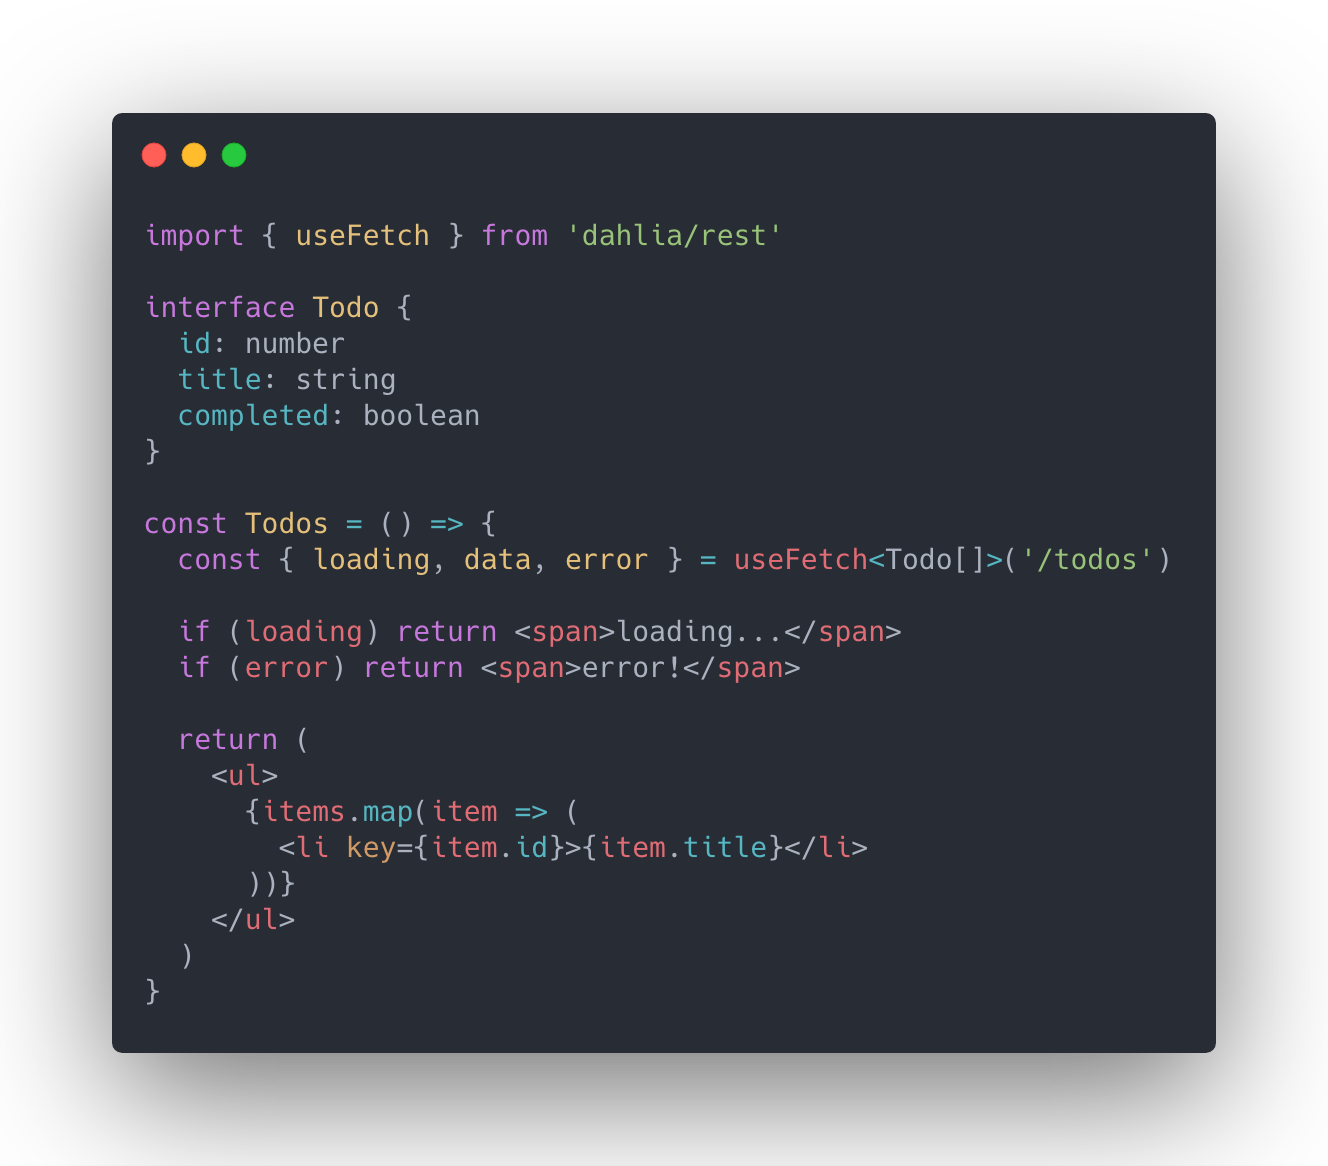 import { useFetch } from 'dahlia/rest'

interface Todo {
  id: number
  title: string
  completed: boolean
}

const Todos = () => {
  const { loading, data, error } = useFetch<Todo[]>('/todos')

  if (loading) return <span>loading...</span>
  if (error) return <span>error!</span>

  return (
    <ul>
      {items.map(item => (
        <li key={item.id}>{item.title}</li>
      ))}
    </ul>
  )
}